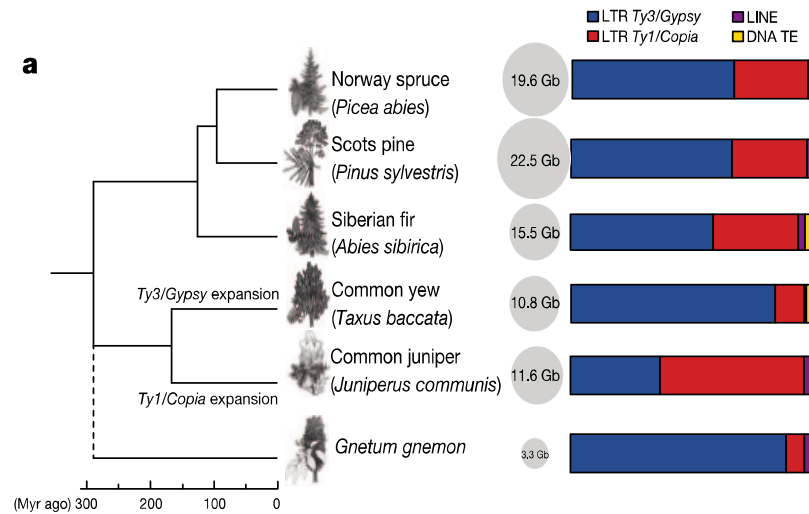 LTR Ty3/Gypsy
LINE
LTR Ty1/Copia
DNA TE
a
Norway spruce
(Picea abies)
19.6 Gb
Scots pine
(Pinus sylvestris)
22.5 Gb
Siberian fir
(Abies sibirica)
15.5 Gb
Ty3/Gypsy expansion
Common yew
(Taxus baccata)
10.8 Gb
Common juniper
(Juniperus communis)
11.6 Gb
Ty1/Copia expansion
Gnetum gnemon
3.3 Gb
(Myr ago) 300 200 100 0